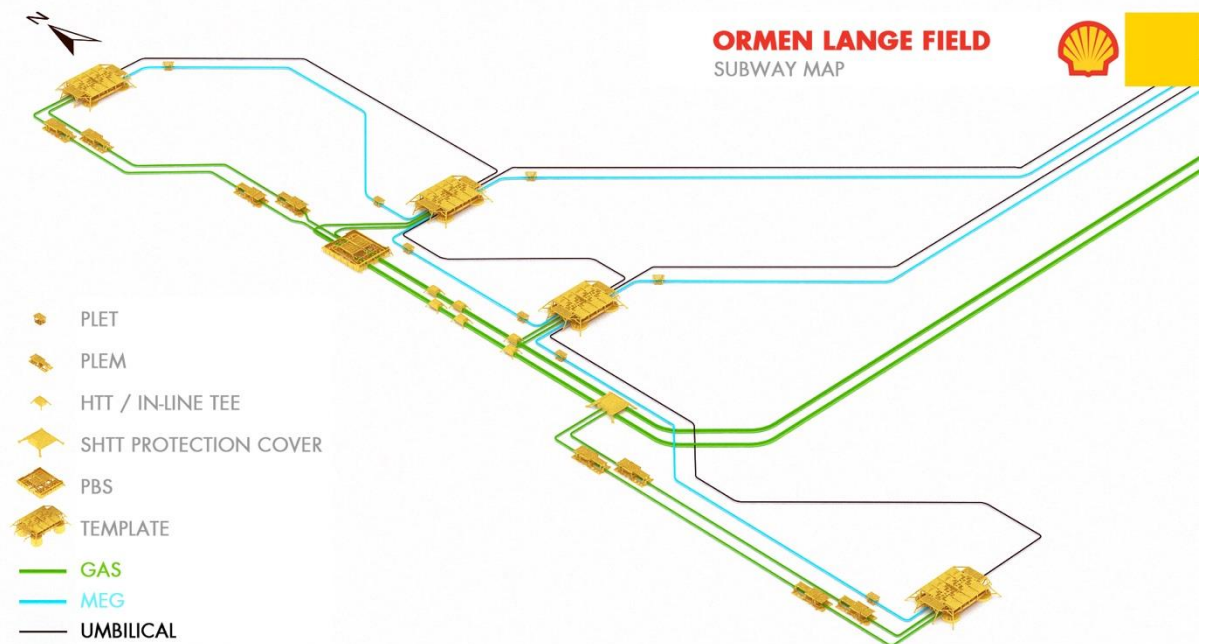 N
ORMEN LANGE FIELD
SUBWAY MAP
PLET
PLEM
HTT / IN-LINE TEE
SHTT PROTECTION COVER
PBS
TEMPLATE
GAS
MEG
UMBILICAL